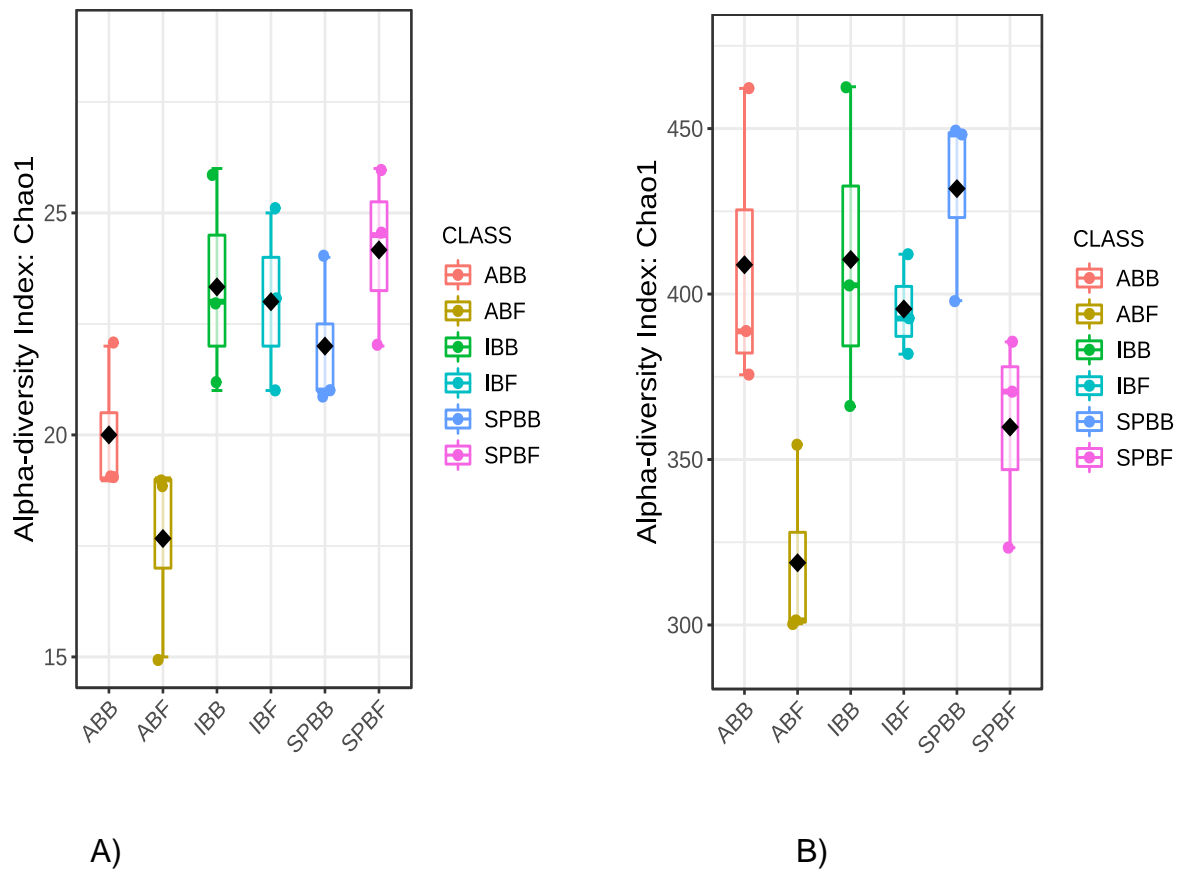 Alpha-diversity Index: Chao1
25
20
15
ABB
ABF
IBB
IBF
SPBB
SPBF
CLASS
ABB
ABF
IBB
IBF
SPBB
SPBF
A)
Alpha-diversity Index: Chao1
450
400
350
300
ABB
ABF
IBB
IBF
SPBB
SPBF
CLASS
ABB
ABF
IBB
IBF
SPBB
SPBF
B)